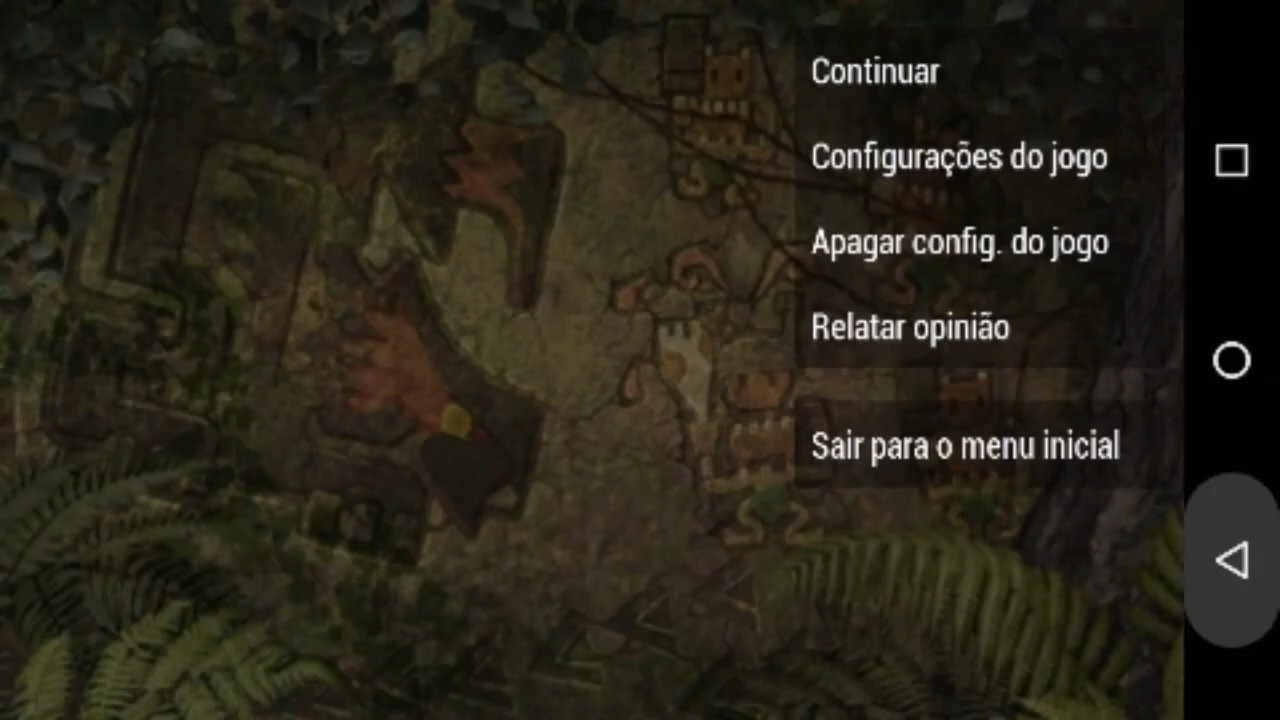 Continuar
Configurações do jogo
Apagar config. do jogo
Relatar opinião
Sair para o menu inicial